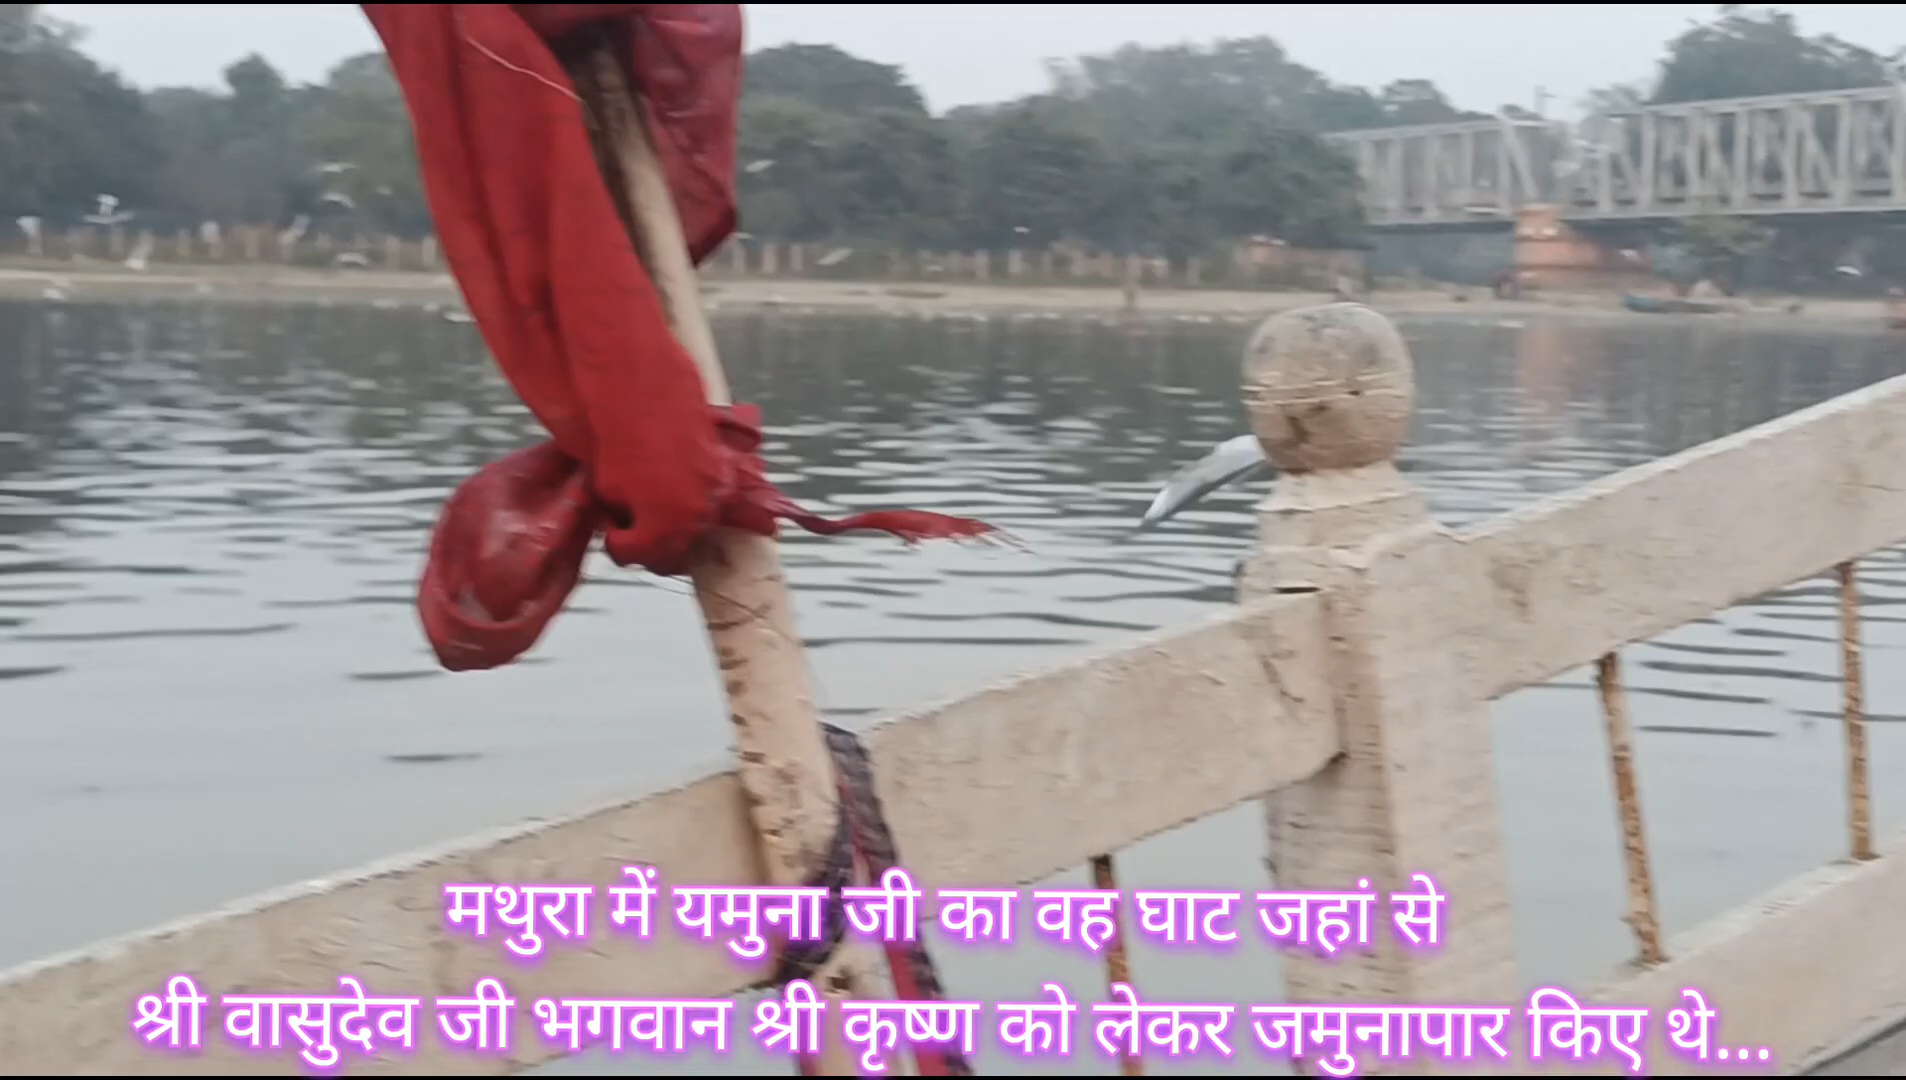 मथुरा में यमुना जी का वह घाट जहां से
श्री वासुदेव जी भगवान श्री कृष्ण को लेकर जमुनापार किए थे...